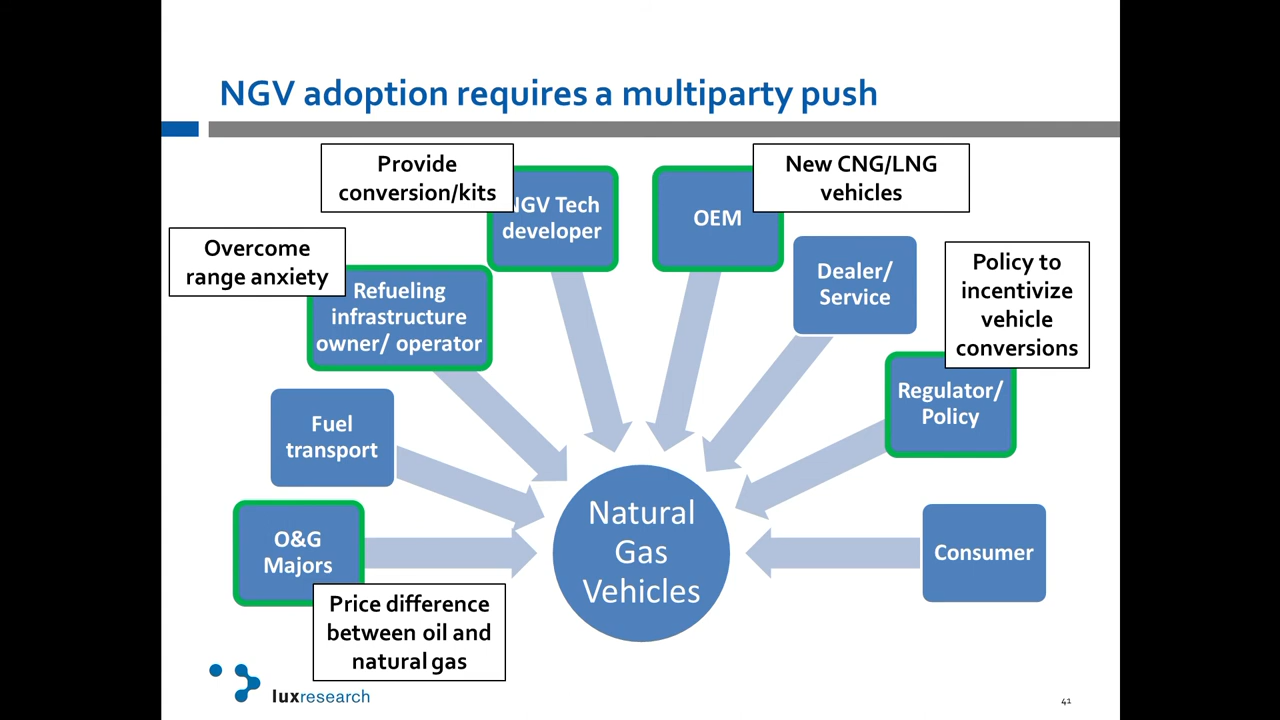 NGV adoption requires a multiparty push
Provide
conversion/kits
New CNG/LNG
vehicles
NGV Tech
developer
OEM
Overcome
range anxiety
Dealer/
Service
Policy to
incentivize
vehicle
conversions
Refueling
infrastructure
owner/ operator
Regulator/
Policy
Fuel
transport
Natural
Gas
Vehicles
O&G
Majors
Consumer
Price difference
between oil and
natural gas
luxresearch
41